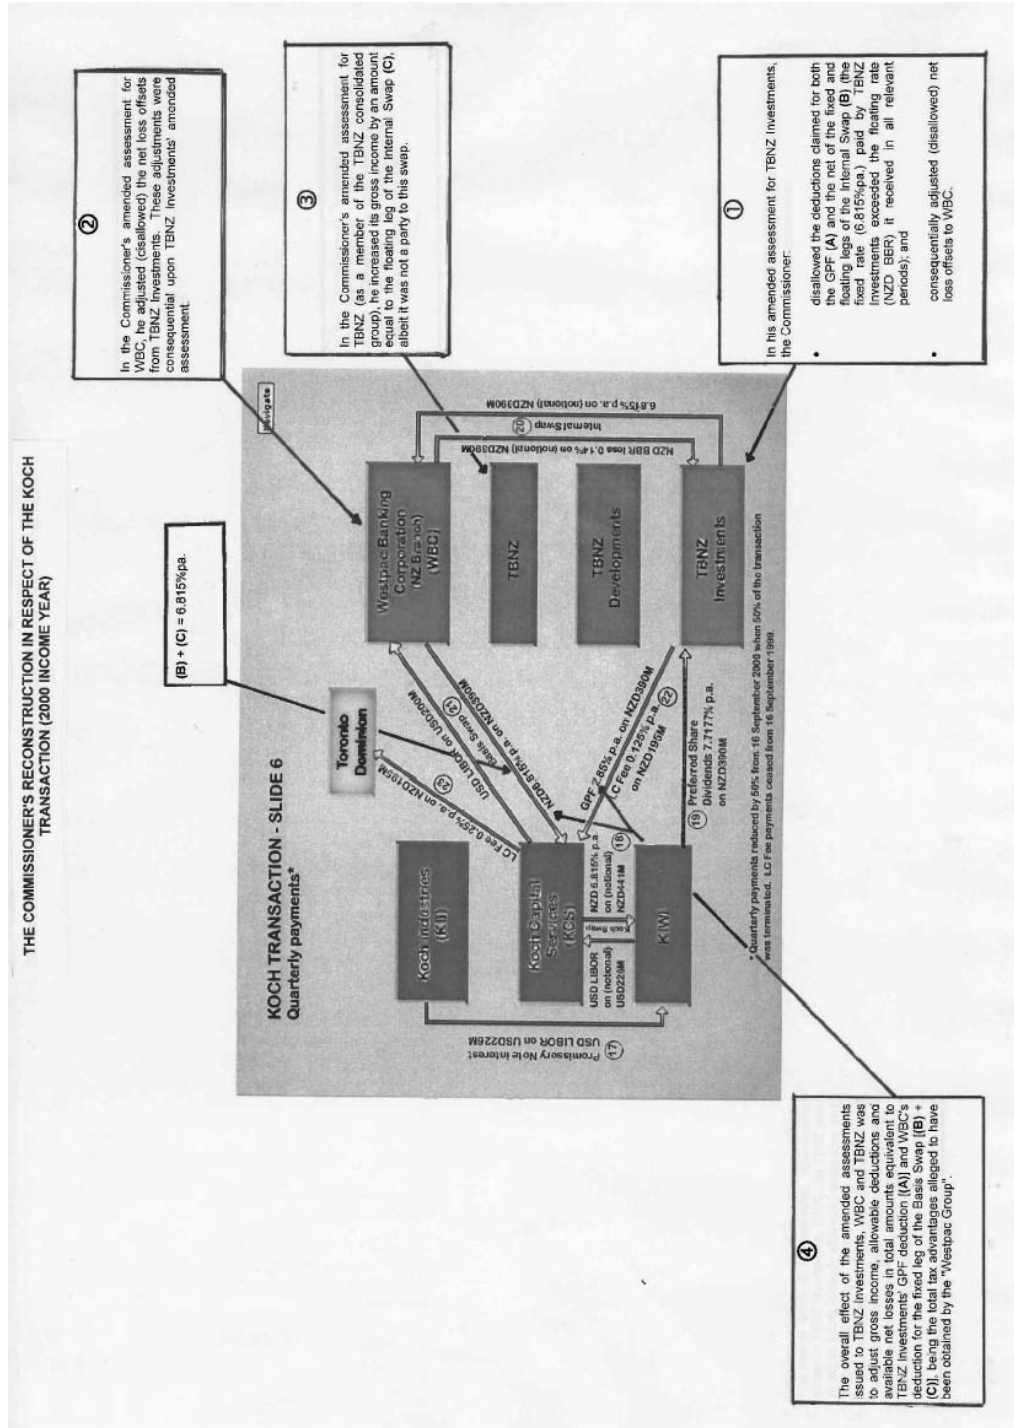 THE COMMISSIONER'S RECONSTRUCTION IN RESPECT OF THE KOCH
TRANSACTION (2000 INCOME YEAR)
②
In the Commissioner's amended assessment for
WBC, he adjusted (disallowed) the net loss offsets
from TBNZ Investments. These adjustments were
consequential upon TBNZ Investments' amended
assessment.
③
In the Commissioner's amended assessment for
TBNZ (as a member of the TBNZ consolidated
group), he increased its gross income by an amount
equal to the floating leg of the Internal Swap (C),
albeit it was not a party to this swap.
①
In his amended assessment for TBNZ Investments,
the Commissioner:
• disallowed the deductions claimed for both
the GPF (A) and the net of the fixed and
floating legs of the Internal Swap (B) (the
fixed rate (6.815%pa.) paid by TBNZ
Investments exceeded the floating rate
(NZD BBR) it received in all relevant
periods); and
• consequentially adjusted (disallowed) net
loss offsets to WBC.
(B) + (C) = 6.815%pa.
Navigate
KOCH TRANSACTION - SLIDE 6
Quarterly payments*
Toronto
Dominion
Koch Industries
(KII)
Koch Capital
Services
(KCS)
KIWI
Westpac Banking
Corporation
(NZ Branch)
(WBC)
TBNZ
TBNZ
Developments
TBNZ
Investments
Promissory Note interest
USD LIBOR on USD226M
⑰
USD LIBOR
on (notional)
USD226M
Koch Swap
NZD 6.815% p.a.
on (notional)
NZD441M
⑱
LC Fee 0.25% p.a. on NZD195M
㉓
USD LIBOR on USD200M
Basis Swap
㉑
NZD6.815% p.a. on NZD390M
GPF 2.85% p.a. on NZD390M
LC Fee 0.125% p.a.
on NZD195M
㉒
⑲ Preferred Share
Dividends 7.7177% p.a.
on NZD390M
NZD BBR less 0.14% on (notional) NZD390M
Internal Swap
⑳
6.815% p.a. on (notional) NZD390M
* Quarterly payments reduced by 50% from 16 September 2000 when 50% of the transaction
was terminated. LC Fee payments ceased from 16 September 1999.
④
The overall effect of the amended assessments
issued to TBNZ Investments, WBC and TBNZ was
to adjust gross income, allowable deductions and
available net losses in total amounts equivalent to
TBNZ Investments' GPF deduction [(A)] and WBC's
deduction for the fixed leg of the Basis Swap [(B) +
(C)], being the total tax advantages alleged to have
been obtained by the "Westpac Group".